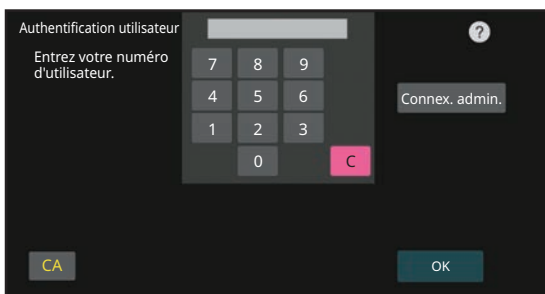 Authentification utilisateur
?
Entrez votre numéro
d'utilisateur.
7 8 9
4 5 6
Connex. admin.
1 2 3
0 C
CA
OK